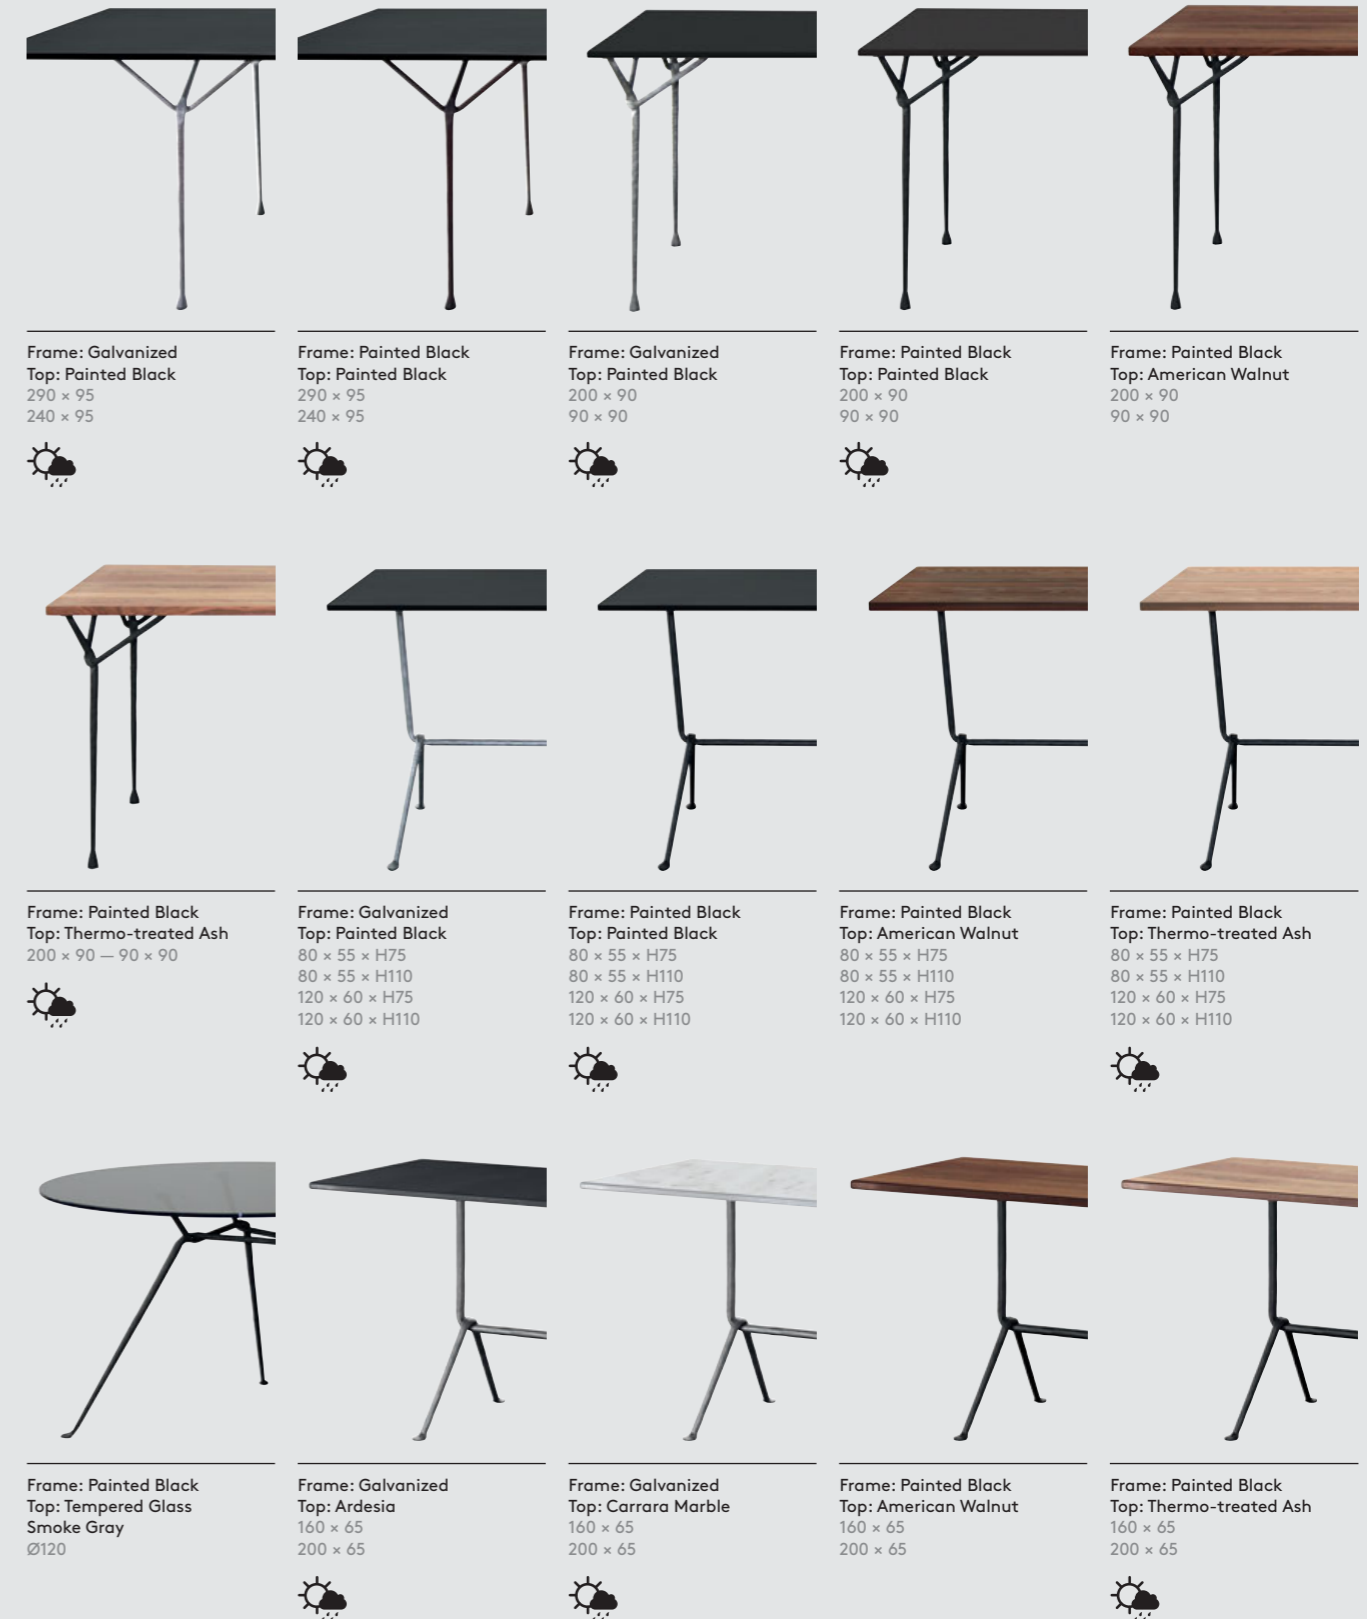 Frame: Galvanized
Top: Painted Black
290 × 95
240 × 95
Frame: Painted Black
Top: Painted Black
290 × 95
240 × 95
Frame: Galvanized
Top: Painted Black
200 × 90
90 × 90
Frame: Painted Black
Top: Painted Black
200 × 90
90 × 90
Frame: Painted Black
Top: American Walnut
200 × 90
90 × 90
Frame: Painted Black
Top: Thermo-treated Ash
200 × 90 — 90 × 90
Frame: Galvanized
Top: Painted Black
80 × 55 × H75
80 × 55 × H110
120 × 60 × H75
120 × 60 × H110
Frame: Painted Black
Top: Painted Black
80 × 55 × H75
80 × 55 × H110
120 × 60 × H75
120 × 60 × H110
Frame: Painted Black
Top: American Walnut
80 × 55 × H75
80 × 55 × H110
120 × 60 × H75
120 × 60 × H110
Frame: Painted Black
Top: Thermo-treated Ash
80 × 55 × H75
80 × 55 × H110
120 × 60 × H75
120 × 60 × H110
Frame: Painted Black
Top: Tempered Glass
Smoke Gray
Ø120
Frame: Galvanized
Top: Ardesia
160 × 65
200 × 65
Frame: Galvanized
Top: Carrara Marble
160 × 65
200 × 65
Frame: Painted Black
Top: American Walnut
160 × 65
200 × 65
Frame: Painted Black
Top: Thermo-treated Ash
160 × 65
200 × 65